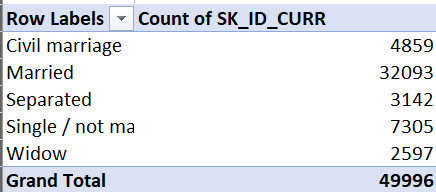 Row Labels Count of SK_ID_CURR
Civil marriage 4859
Married 32093
Separated 3142
Single / not ma 7305
Widow 2597
Grand Total 49996